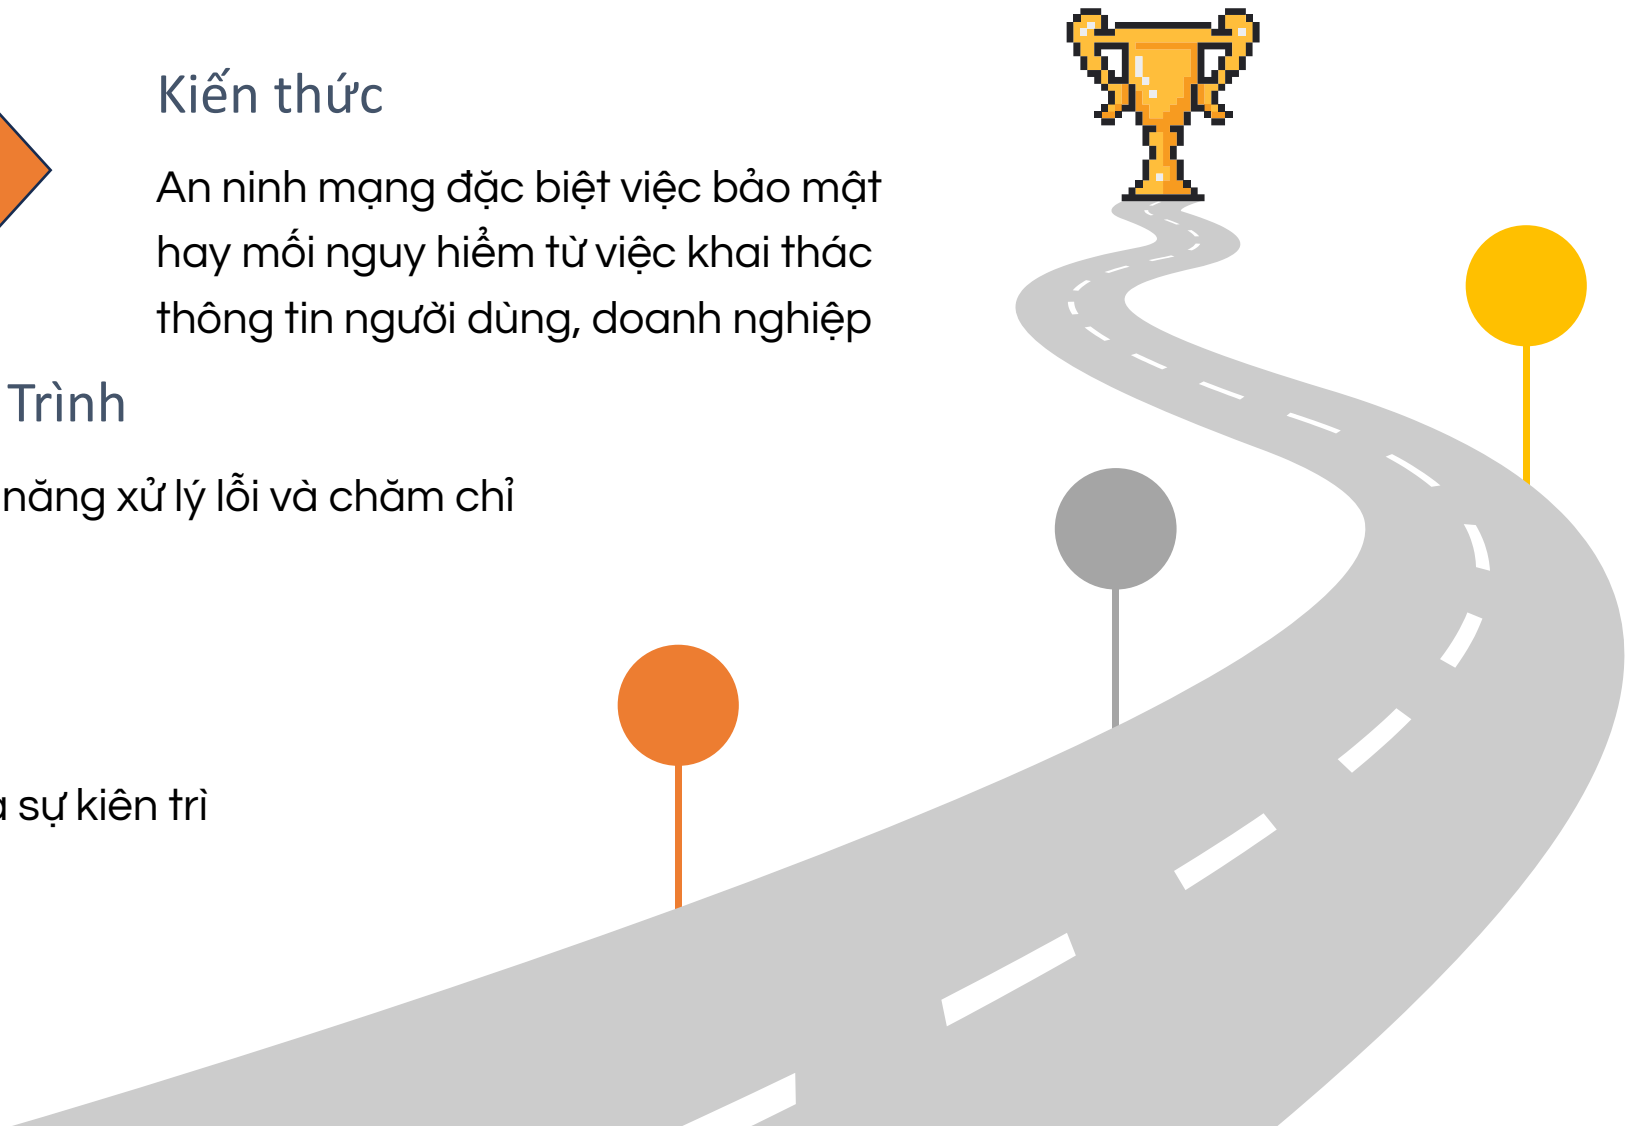 Kiến thức
An ninh mạng đặc biệt việc bảo mật
hay mối nguy hiểm từ việc khai thác
thông tin người dùng, doanh nghiệp
Trình
năng xử lý lỗi và chăm chỉ
sự kiên trì